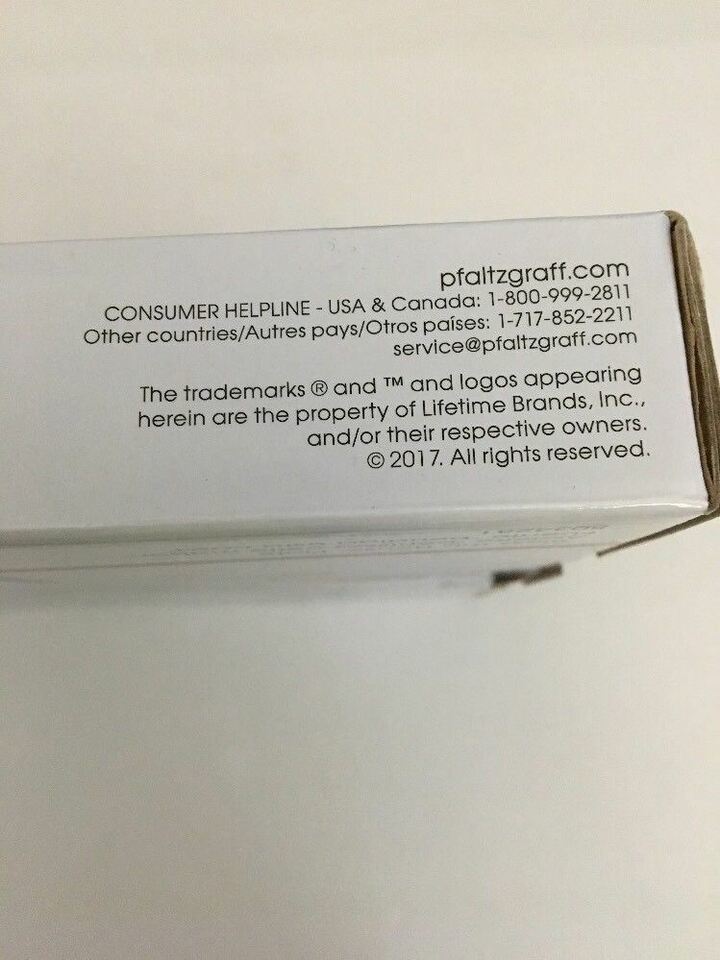 pfaltzgraff.com
CONSUMER HELPLINE - USA & Canada: 1-800-999-2811
Other countries/Autres pays/Otros países: 1-717-852-2211
service@pfaltzgraff.com
The trademarks ® and ™ and logos appearing
herein are the property of Lifetime Brands, Inc.,
and/or their respective owners.
© 2017. All rights reserved.